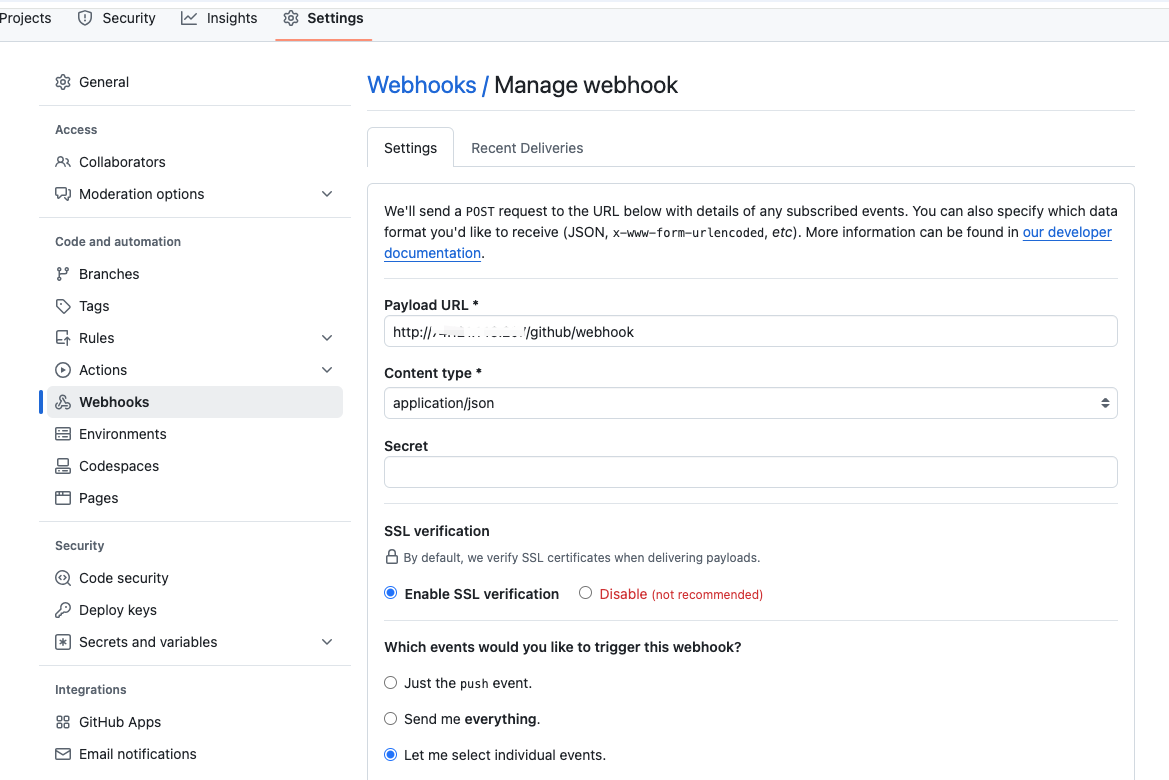 Projects
Security
Insights
Settings
General
Access
Collaborators
Moderation options
Code and automation
Branches
Tags
Rules
Actions
Webhooks
Environments
Codespaces
Pages
Security
Code security
Deploy keys
Secrets and variables
Integrations
GitHub Apps
Email notifications
Webhooks / Manage webhook
Settings
Recent Deliveries
We'll send a POST request to the URL below with details of any subscribed events. You can also specify which data
format you'd like to receive (JSON, x-www-form-urlencoded, etc). More information can be found in our developer
documentation.
Payload URL *
http:// /github/webhook
Content type *
application/json
Secret
SSL verification
By default, we verify SSL certificates when delivering payloads.
Enable SSL verification
Disable (not recommended)
Which events would you like to trigger this webhook?
Just the push event.
Send me everything.
Let me select individual events.